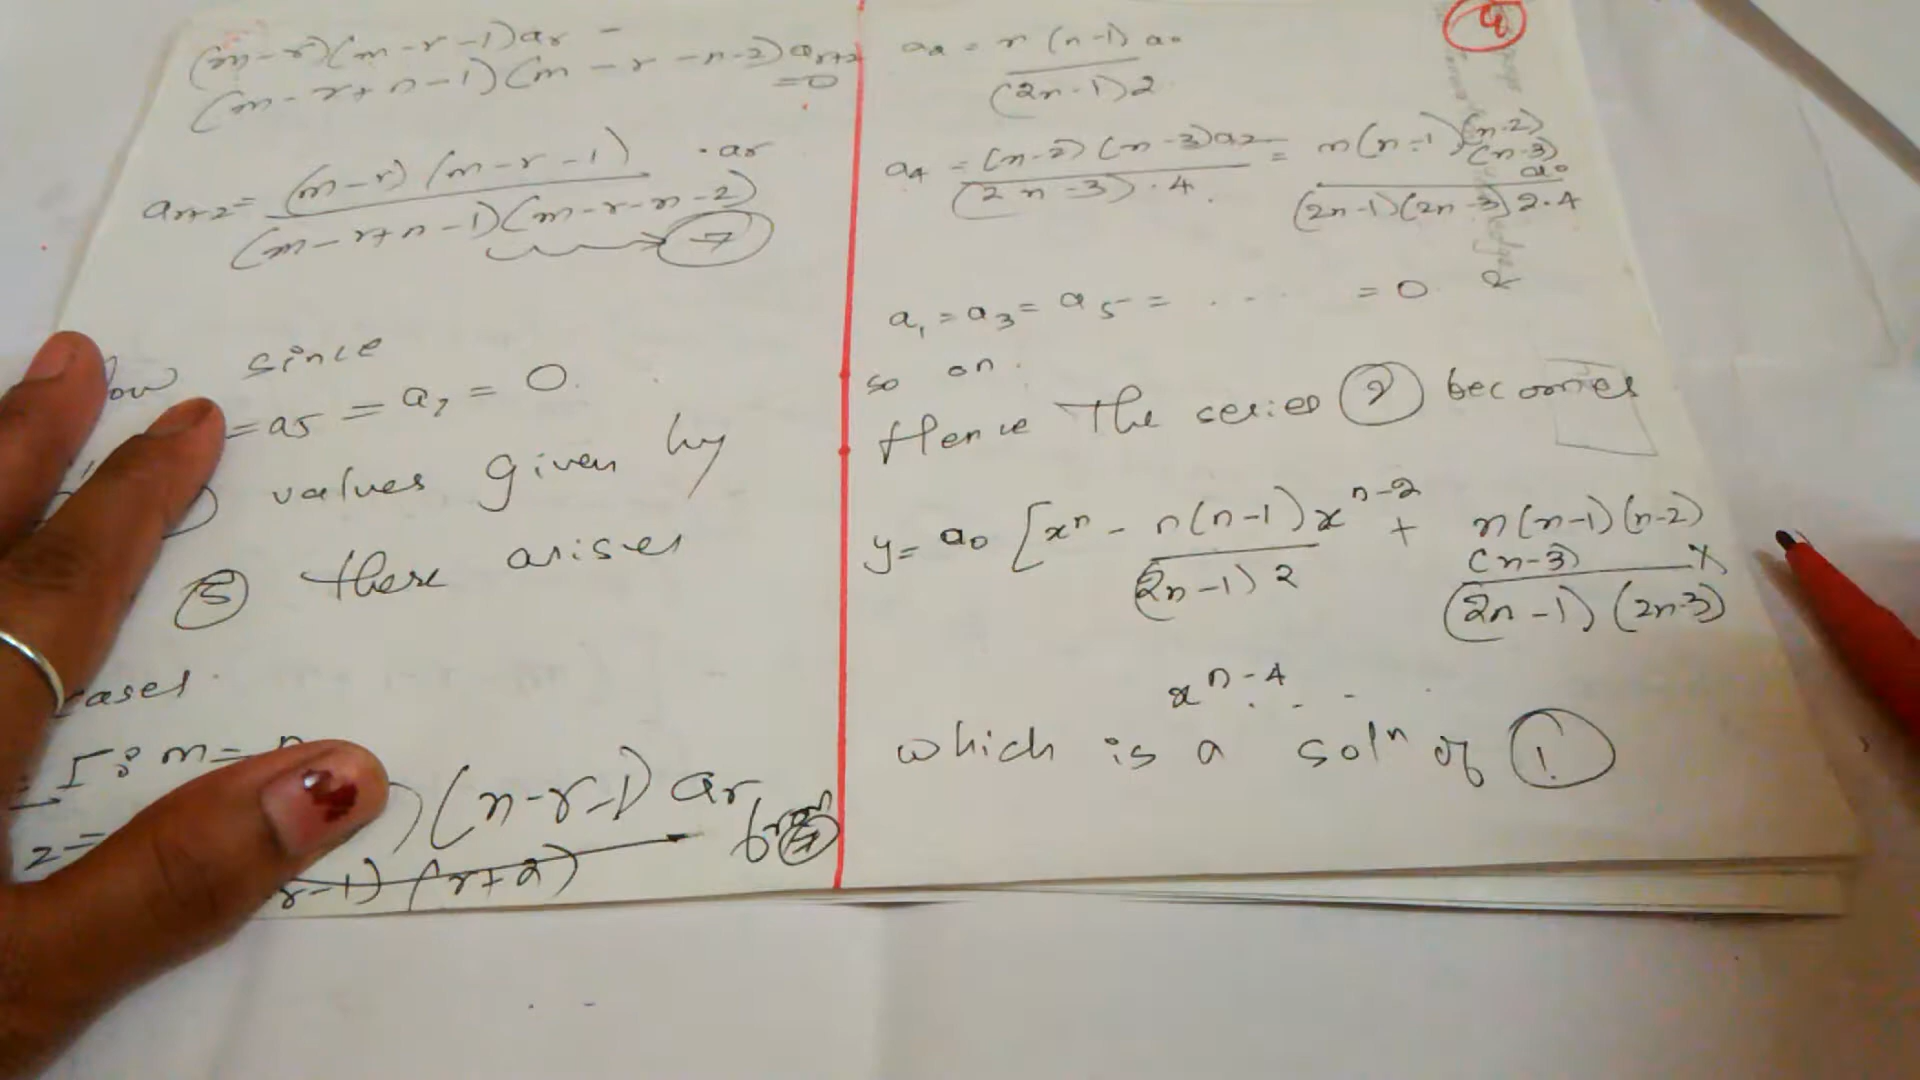 (m-r)(m-r-1)ar -
(m-r+n-1)(m-r-n-2)ar+2
=0
ar+2 = (m-r)(m-r-1) . ar
(m-r+n-1)(m-r-n-2)
7
since
= a5 = a7 = 0.
values given by
5 there arises
case1.
I: m=
(n-r-1) ar
r-1)(r+2)
4
a2 = n(n-1) a0
(2n-1)2
a4 = (n-2)(n-3)a2 = n(n-1)(n-2)
(n-3)
a0
(2n-3).4. (2n-1)(2n-3)2.4
a1 = a3 = a5 = .... = 0 &
so on.
Hence The series 2 becomes
y = a0 [x^n - n(n-1)x^n-2 + n(n-1)(n-2)
(n-3) x
(2n-1)2 (2n-1)(2n-3)
x^n-4 . . -
which is a sol^n of 1